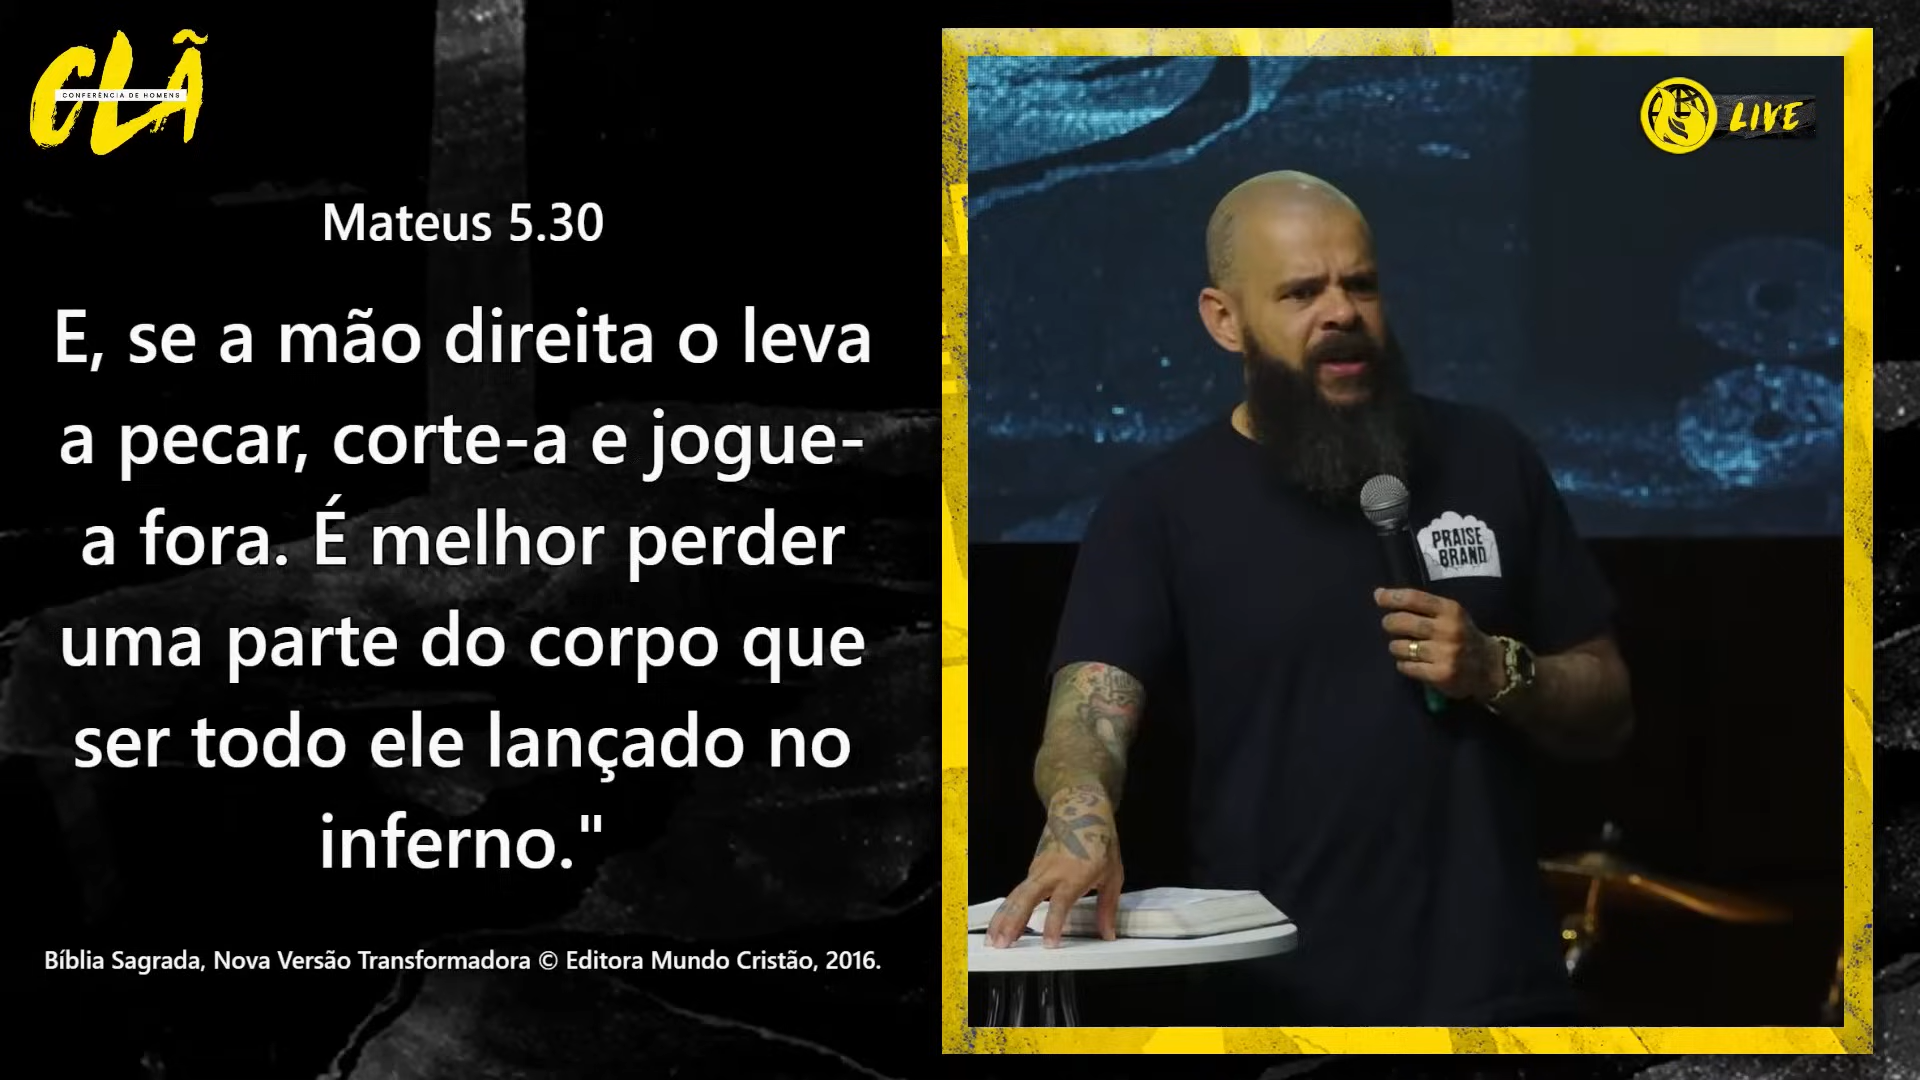 CLÃ
CONFERÊNCIA DE HOMENS
Mateus 5.30
E, se a mão direita o leva
a pecar, corte-a e jogue-
a fora. É melhor perder
uma parte do corpo que
ser todo ele lançado no
inferno."
Bíblia Sagrada, Nova Versão Transformadora © Editora Mundo Cristão, 2016.
LIVE
PRAISE
BRAND